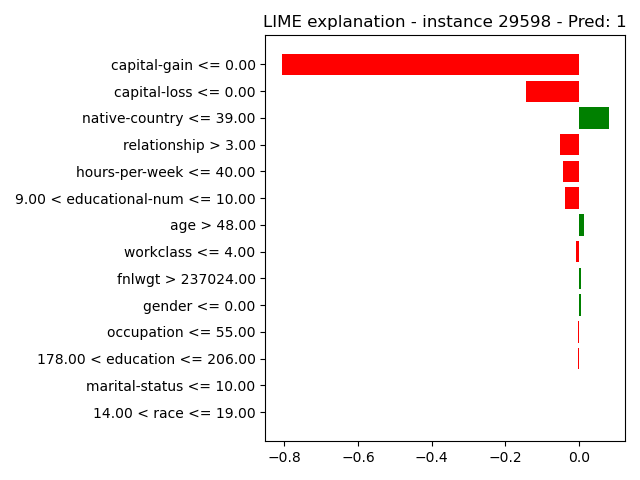 LIME explanation - instance 29598 - Pred: 1
capital-gain <= 0.00
capital-loss <= 0.00
native-country <= 39.00
relationship > 3.00
hours-per-week <= 40.00
9.00 < educational-num <= 10.00
age > 48.00
workclass <= 4.00
fnlwgt > 237024.00
gender <= 0.00
occupation <= 55.00
178.00 < education <= 206.00
marital-status <= 10.00
14.00 < race <= 19.00
−0.8 −0.6 −0.4 −0.2 0.0